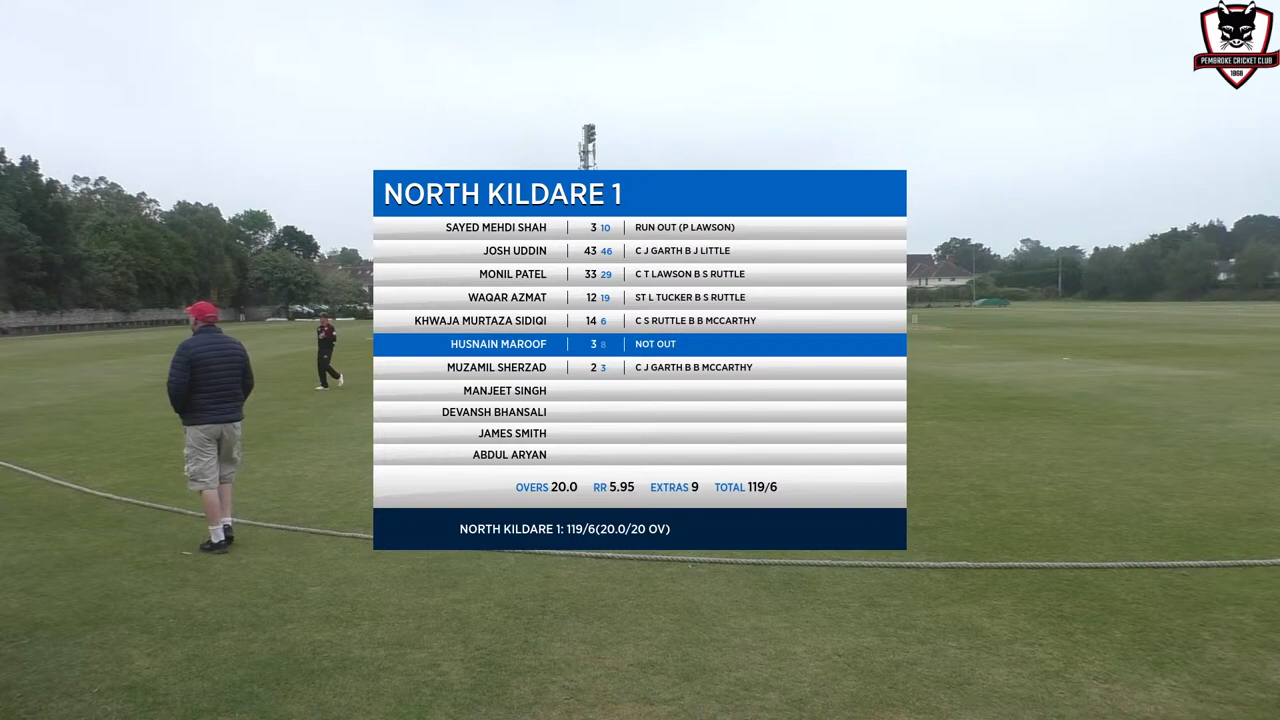 PEMBROKE CRICKET CLUB
1868
NORTH KILDARE 1
SAYED MEHDI SHAH 3 10 RUN OUT (P LAWSON)
JOSH UDDIN 43 46 C J GARTH B J LITTLE
MONIL PATEL 33 29 C T LAWSON B S RUTTLE
WAQAR AZMAT 12 19 ST L TUCKER B S RUTTLE
KHWAJA MURTAZA SIDIQI 14 6 C S RUTTLE B B MCCARTHY
HUSNAIN MAROOF 3 8 NOT OUT
MUZAMIL SHERZAD 2 3 C J GARTH B B MCCARTHY
MANJEET SINGH
DEVANSH BHANSALI
JAMES SMITH
ABDUL ARYAN
OVERS 20.0 RR 5.95 EXTRAS 9 TOTAL 119/6
NORTH KILDARE 1: 119/6(20.0/20 OV)